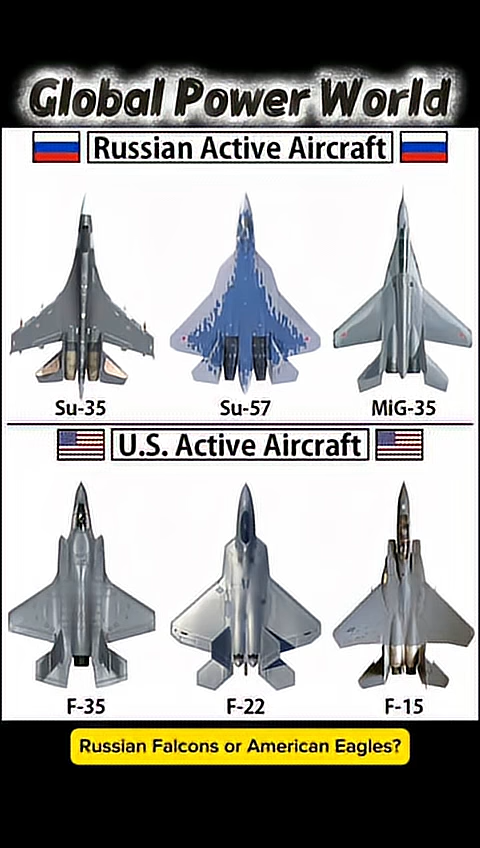 Global Power World
Russian Active Aircraft
Su-35 Su-57 MiG-35
U.S. Active Aircraft
F-35 F-22 F-15
Russian Falcons or American Eagles?